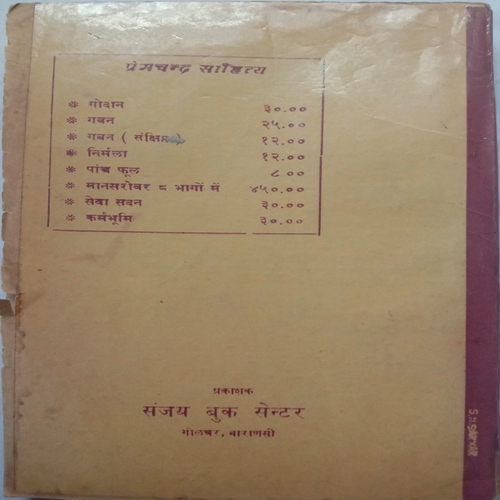 प्रेमचन्द्र साहित्य
* गोदान ३०.००
* गबन २५.००
* गबन ( संक्षिप्त ) १२.००
* निर्मला १२.००
* पांच फूल ८.००
* मानसरोवर ८ भागों में ४५०.००
* सेवा सदन ३०.००
* कर्मभूमि ३०.००
प्रकाशक
संजय बुक सेन्टर
गोलघर, वाराणसी